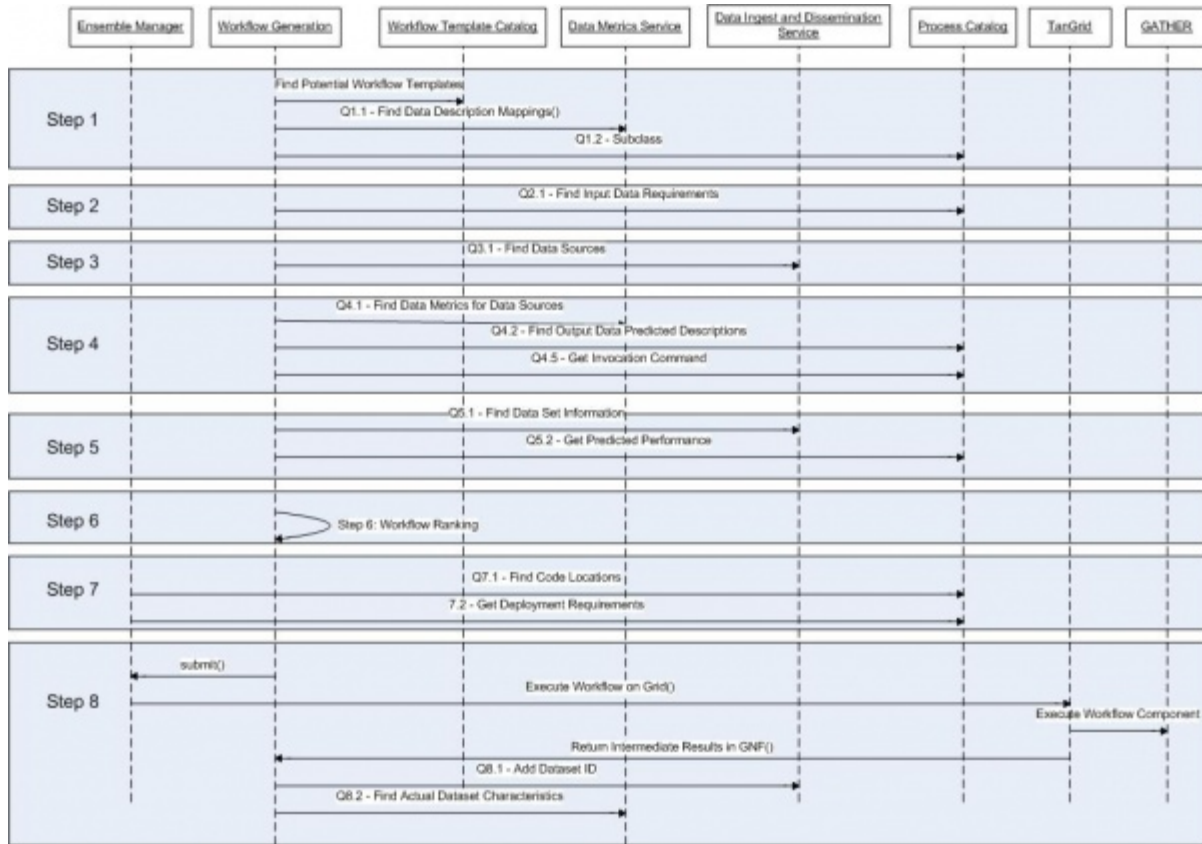 Ensemble Manager
Workflow Generation
Workflow Template Catalog
Data Metrics Service
Data Ingest and Dissemination
Service
Process Catalog
TanGrid
GATHER
Step 1
Find Potential Workflow Templates
Q1.1 - Find Data Description Mappings()
Q1.2 - Subclass
Step 2
Q2.1 - Find Input Data Requirements
Step 3
Q3.1 - Find Data Sources
Step 4
Q4.1 - Find Data Metrics for Data Sources
Q4.2 - Find Output Data Predicted Descriptions
Q4.5 - Get Invocation Command
Step 5
Q5.1 - Find Data Set Information
Q5.2 - Get Predicted Performance
Step 6
Step 6: Workflow Ranking
Step 7
Q7.1 - Find Code Locations
7.2 - Get Deployment Requirements
Step 8
submit()
Execute Workflow on Grid()
Execute Workflow Component
Return Intermediate Results in GNF()
Q8.1 - Add Dataset ID
Q8.2 - Find Actual Dataset Characteristics